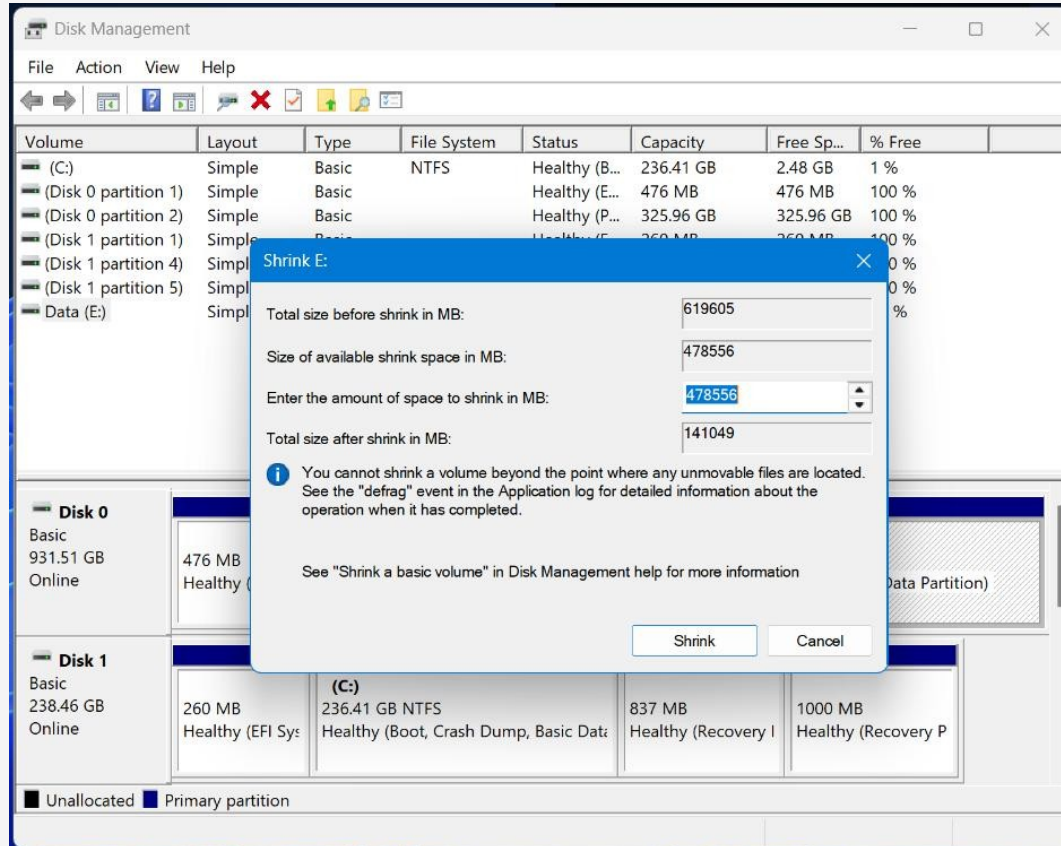 Disk Management
File Action View Help
Volume Layout Type File System Status Capacity Free Sp... % Free
(C:) Simple Basic NTFS Healthy (B... 236.41 GB 2.48 GB 1 %
(Disk 0 partition 1) Simple Basic Healthy (E... 476 MB 476 MB 100 %
(Disk 0 partition 2) Simple Basic Healthy (P... 325.96 GB 325.96 GB 100 %
(Disk 1 partition 1) Simple Basic Healthy (E... 260 MB 260 MB 100 %
(Disk 1 partition 4) Simpl 0 %
(Disk 1 partition 5) Simpl 0 %
Data (E:) Simpl %
Shrink E:
Total size before shrink in MB: 619605
Size of available shrink space in MB: 478556
Enter the amount of space to shrink in MB: 478556
Total size after shrink in MB: 141049
You cannot shrink a volume beyond the point where any unmovable files are located.
See the "defrag" event in the Application log for detailed information about the
operation when it has completed.
See "Shrink a basic volume" in Disk Management help for more information
Shrink Cancel
Disk 0
Basic
931.51 GB
Online
476 MB
Healthy (
Data Partition)
Disk 1
Basic
238.46 GB
Online
260 MB
Healthy (EFI Sys
(C:)
236.41 GB NTFS
Healthy (Boot, Crash Dump, Basic Data
837 MB
Healthy (Recovery
1000 MB
Healthy (Recovery P
Unallocated Primary partition